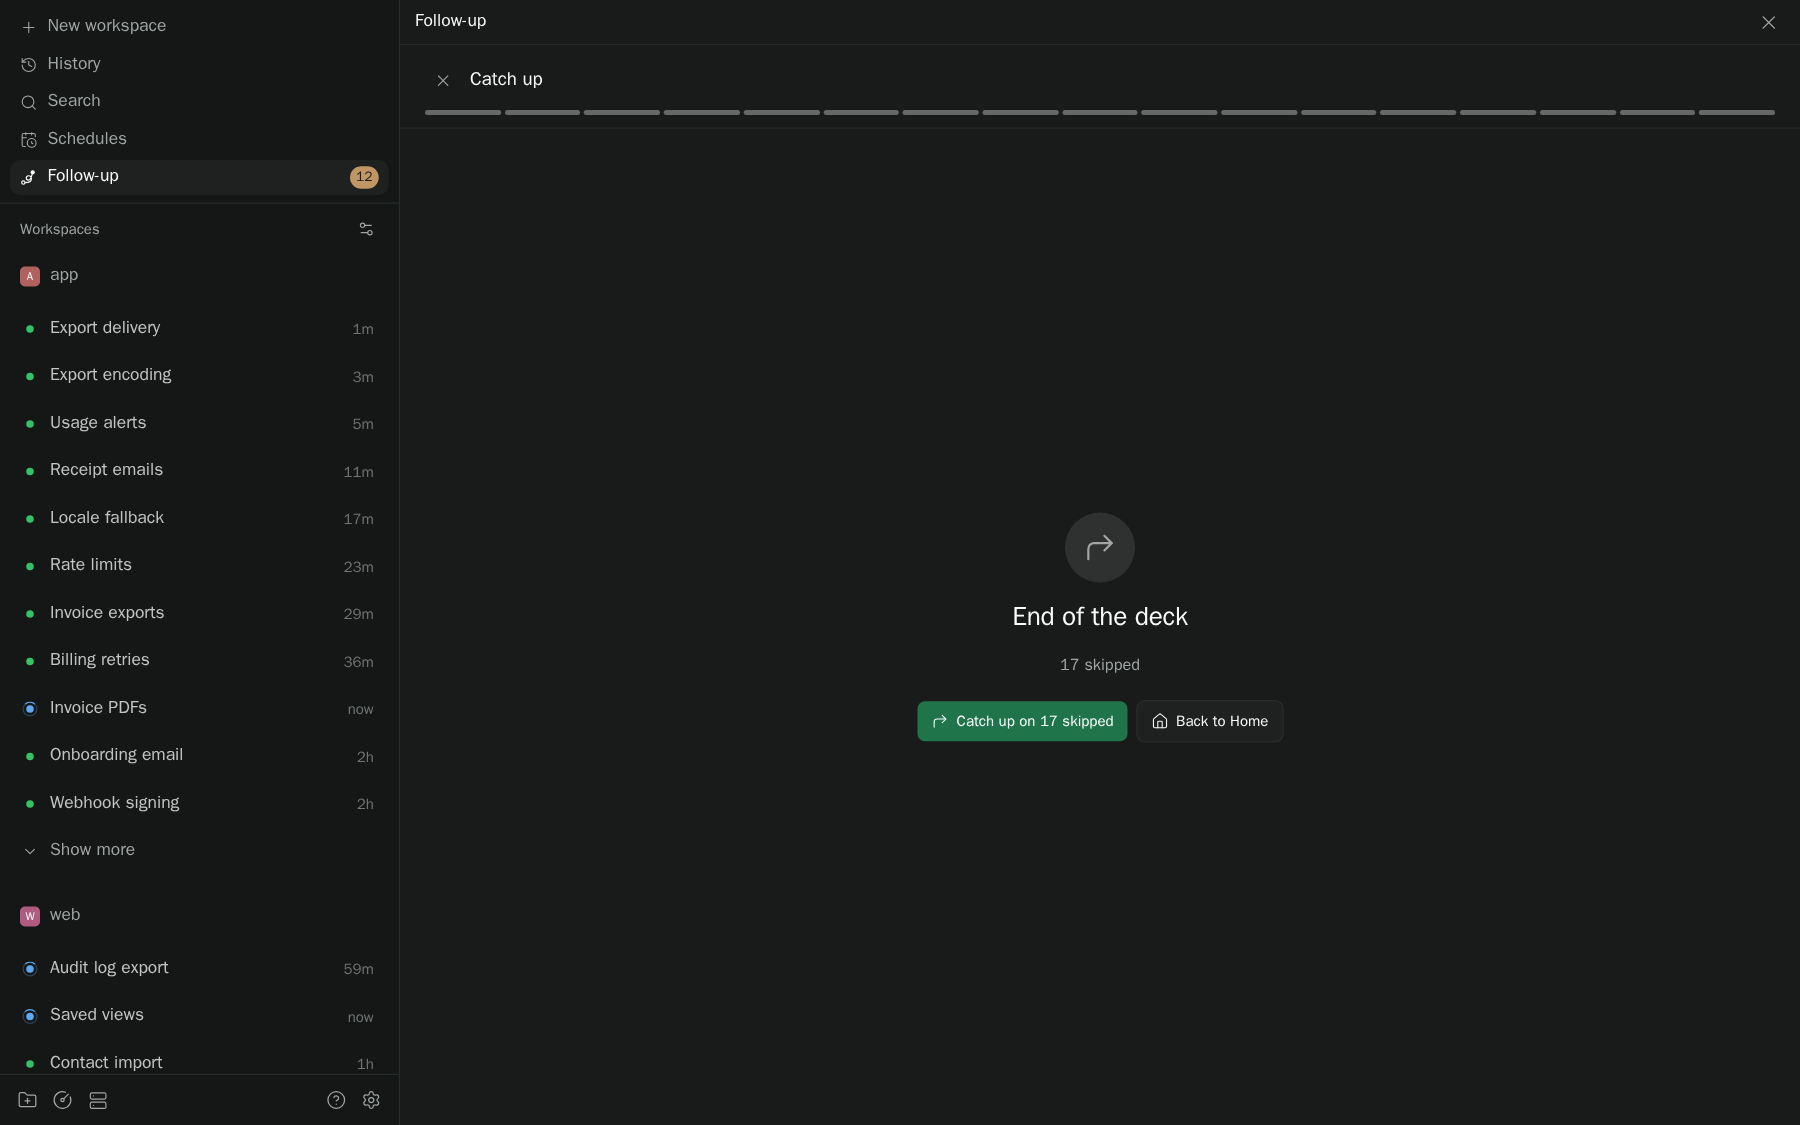 New workspace
History
Search
Schedules
Follow-up 12
Workspaces
A app
Export delivery 1m
Export encoding 3m
Usage alerts 5m
Receipt emails 11m
Locale fallback 17m
Rate limits 23m
Invoice exports 29m
Billing retries 36m
Invoice PDFs now
Onboarding email 2h
Webhook signing 2h
Show more
W web
Audit log export 59m
Saved views now
Contact import 1h
Follow-up
Catch up
End of the deck
17 skipped
Catch up on 17 skipped
Back to Home